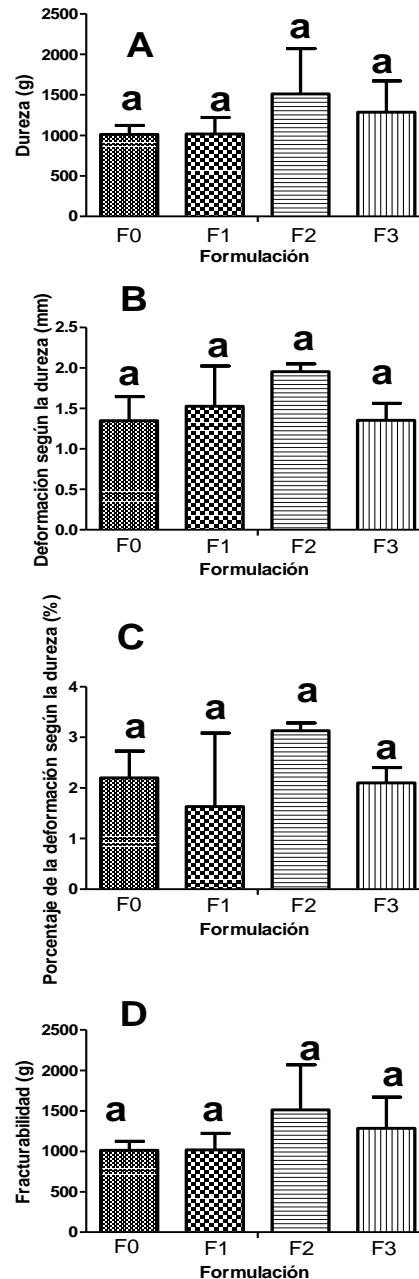 A
Dureza (g)
2500
2000
1500
1000
500
0
a a a a
F0 F1 F2 F3
Formulación
B
Deformación según la dureza (mm)
2.5
2.0
1.5
1.0
0.5
0.0
a a a a
F0 F1 F2 F3
Formulación
C
Porcentaje de la deformación según la dureza (%)
4
3
2
1
0
a a a a
F0 F1 F2 F3
Formulación
D
Fracturabilidad (g)
2500
2000
1500
1000
500
0
a a a a
F0 F1 F2 F3
Formulación